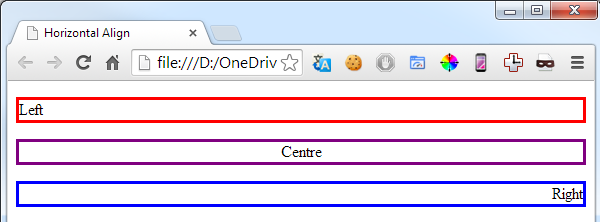 Horizontal Align
file:///D:/OneDriv
Left
Centre
Right